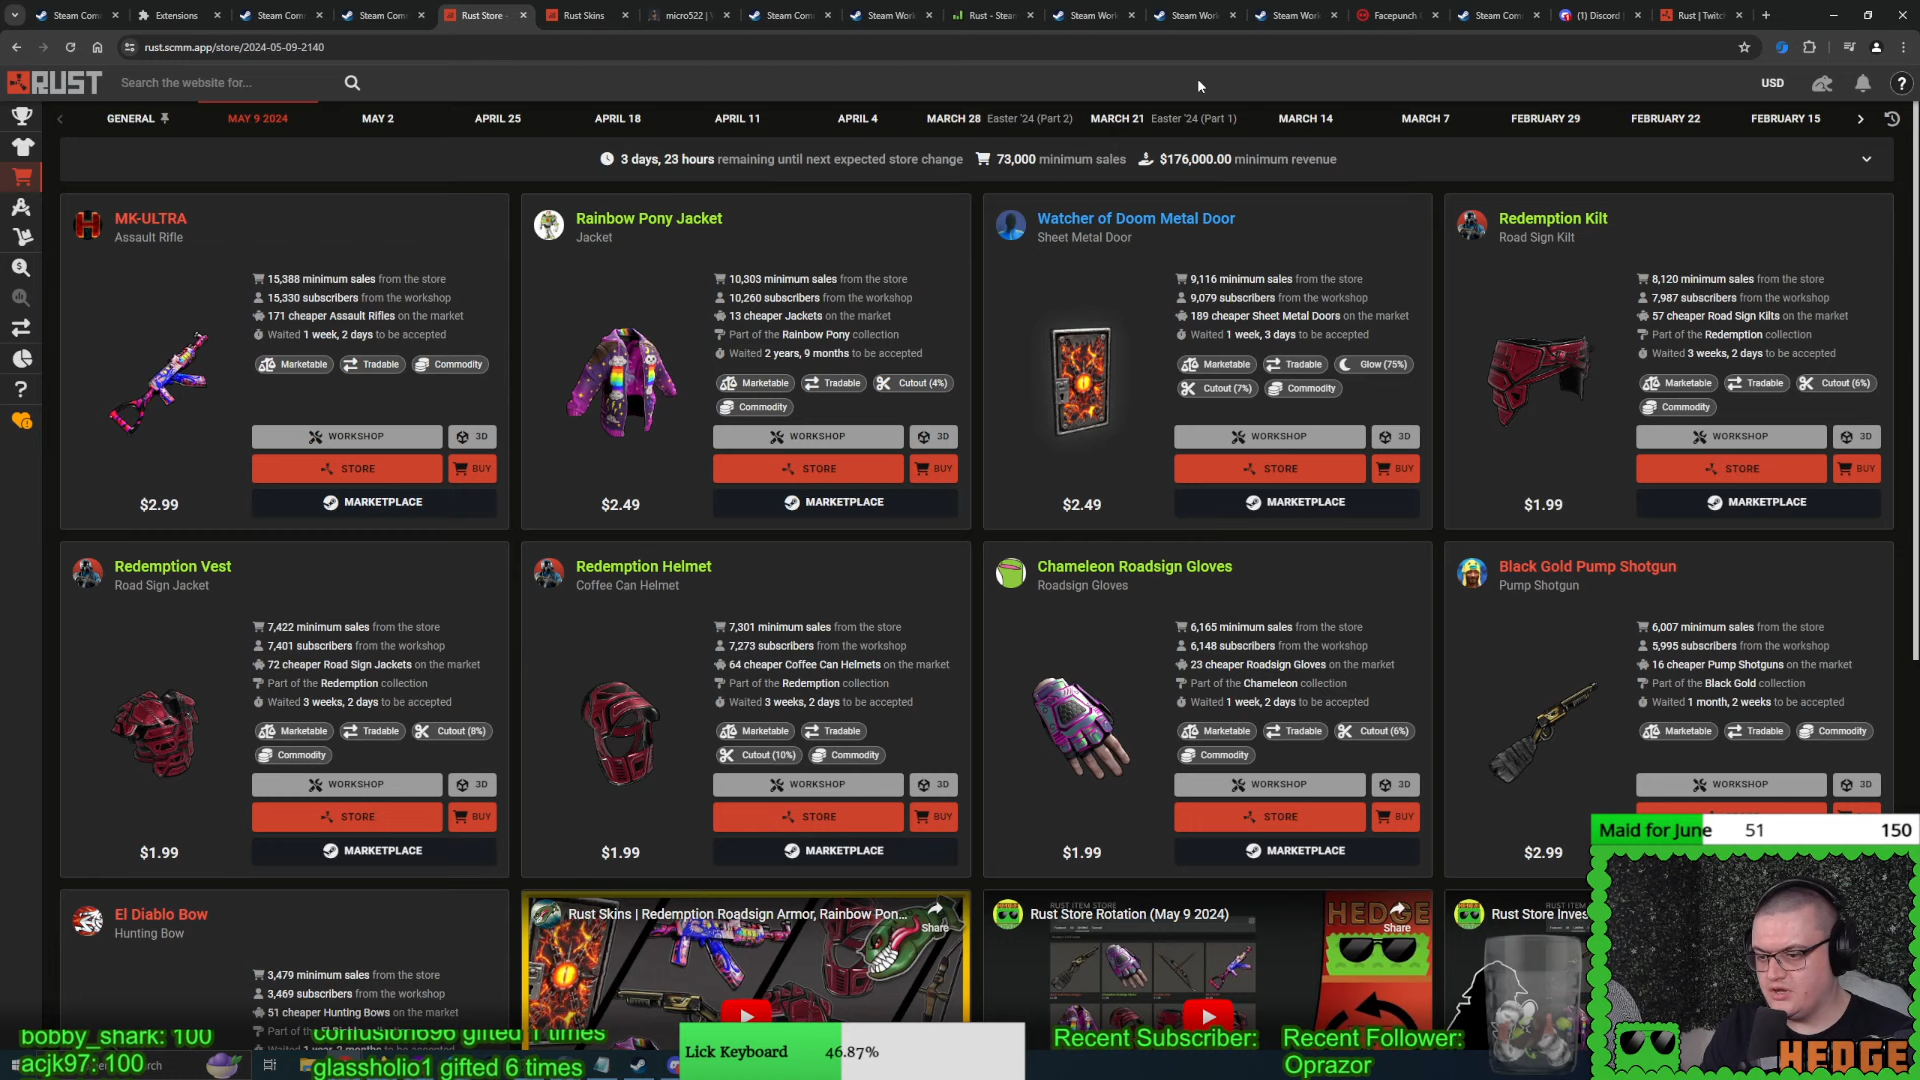 Steam Com
Extensions
Steam Com
Steam Com
Rust Store -
Rust Skins
micro522 |
Steam Com
Steam Work
Rust - Steam
Steam Work
Steam Work
Steam Work
Facepunch C
Steam Com
(1) Discord
Rust | Twitch
rust.scmm.app/store/2024-05-09-2140
RUST
Search the website for...
USD
GENERAL
MAY 9 2024
MAY 2
APRIL 25
APRIL 18
APRIL 11
APRIL 4
MARCH 28 Easter '24 (Part 2)
MARCH 21 Easter '24 (Part 1)
MARCH 14
MARCH 7
FEBRUARY 29
FEBRUARY 22
FEBRUARY 15
3 days, 23 hours remaining until next expected store change 73,000 minimum sales $176,000.00 minimum revenue
MK-ULTRA
Assault Rifle
15,388 minimum sales from the store
15,330 subscribers from the workshop
171 cheaper Assault Rifles on the market
Waited 1 week, 2 days to be accepted
Marketable Tradable Commodity
WORKSHOP 3D
STORE BUY
$2.99 MARKETPLACE
Rainbow Pony Jacket
Jacket
10,303 minimum sales from the store
10,260 subscribers from the workshop
13 cheaper Jackets on the market
Part of the Rainbow Pony collection
Waited 2 years, 9 months to be accepted
Marketable Tradable Cutout (4%)
Commodity
WORKSHOP 3D
STORE BUY
$2.49 MARKETPLACE
Watcher of Doom Metal Door
Sheet Metal Door
9,116 minimum sales from the store
9,079 subscribers from the workshop
189 cheaper Sheet Metal Doors on the market
Waited 1 week, 3 days to be accepted
Marketable Tradable Glow (75%)
Cutout (7%) Commodity
WORKSHOP 3D
STORE BUY
$2.49 MARKETPLACE
Redemption Kilt
Road Sign Kilt
8,120 minimum sales from the store
7,987 subscribers from the workshop
57 cheaper Road Sign Kilts on the market
Part of the Redemption collection
Waited 3 weeks, 2 days to be accepted
Marketable Tradable Cutout (6%)
Commodity
WORKSHOP 3D
STORE BUY
$1.99 MARKETPLACE
Redemption Vest
Road Sign Jacket
7,422 minimum sales from the store
7,401 subscribers from the workshop
72 cheaper Road Sign Jackets on the market
Part of the Redemption collection
Waited 3 weeks, 2 days to be accepted
Marketable Tradable Cutout (8%)
Commodity
WORKSHOP 3D
STORE BUY
$1.99 MARKETPLACE
Redemption Helmet
Coffee Can Helmet
7,301 minimum sales from the store
7,273 subscribers from the workshop
64 cheaper Coffee Can Helmets on the market
Part of the Redemption collection
Waited 3 weeks, 2 days to be accepted
Marketable Tradable
Cutout (10%) Commodity
WORKSHOP 3D
STORE BUY
$1.99 MARKETPLACE
Chameleon Roadsign Gloves
Roadsign Gloves
6,165 minimum sales from the store
6,148 subscribers from the workshop
23 cheaper Roadsign Gloves on the market
Part of the Chameleon collection
Waited 1 week, 2 days to be accepted
Marketable Tradable Cutout (6%)
Commodity
WORKSHOP 3D
STORE BUY
$1.99 MARKETPLACE
Black Gold Pump Shotgun
Pump Shotgun
6,007 minimum sales from the store
5,995 subscribers from the workshop
16 cheaper Pump Shotguns on the market
Part of the Black Gold collection
Waited 1 month, 2 weeks to be accepted
Marketable Tradable Commodity
WORKSHOP 3D
$2.99
Maid for June 51 150
El Diablo Bow
Hunting Bow
3,479 minimum sales from the store
3,469 subscribers from the workshop
51 cheaper Hunting Bows on the market
Rust Skins | Redemption Roadsign Armor, Rainbow Pon...
Share
RUST ITEM STORE
Rust Store Rotation (May 9 2024)
HEDGE
Share
RUST ITEM
Rust Store Inves
bobby_shark: 100
acjk97: 100
confusion696 gifted 1 times
glassholio1 gifted 6 times
Lick Keyboard 46.87%
Recent Subscriber:
Recent Follower:
Oprazor
HEDGE